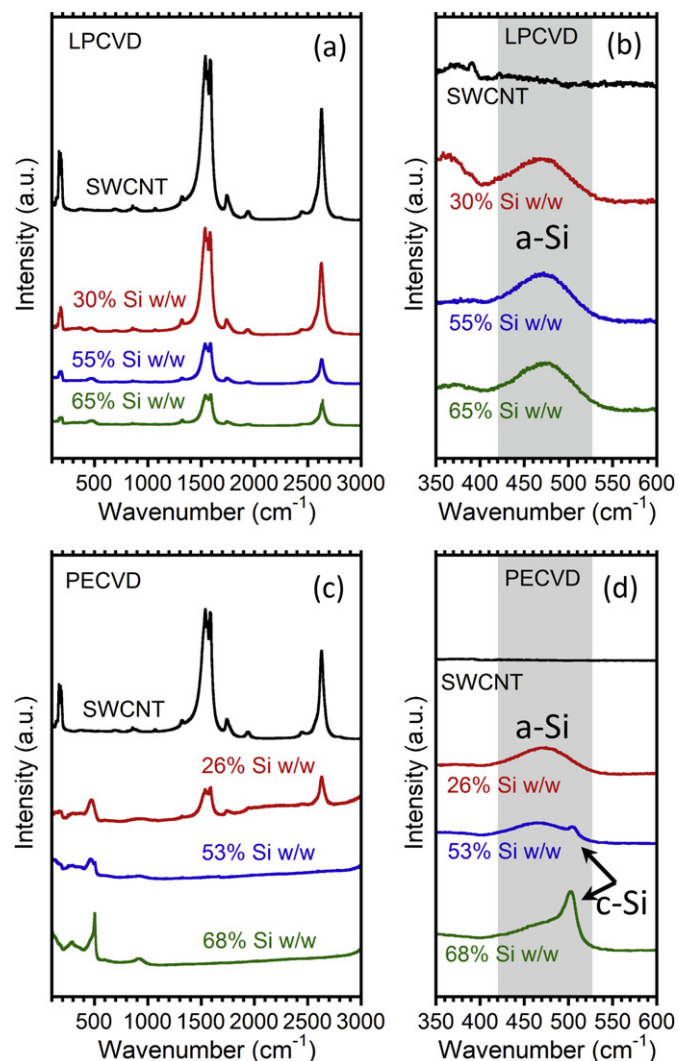 LPCVD
(a)
SWCNT
30% Si w/w
55% Si w/w
65% Si w/w
Intensity (a.u.)
500 1000 1500 2000 2500 3000
Wavenumber (cm⁻¹)
LPCVD
(b)
SWCNT
30% Si w/w
a-Si
55% Si w/w
65% Si w/w
Intensity (a.u.)
350 400 450 500 550 600
Wavenumber (cm⁻¹)
PECVD
(c)
SWCNT
26% Si w/w
53% Si w/w
68% Si w/w
Intensity (a.u.)
500 1000 1500 2000 2500 3000
Wavenumber (cm⁻¹)
PECVD
(d)
SWCNT
a-Si
26% Si w/w
53% Si w/w
c-Si
68% Si w/w
Intensity (a.u.)
350 400 450 500 550 600
Wavenumber (cm⁻¹)